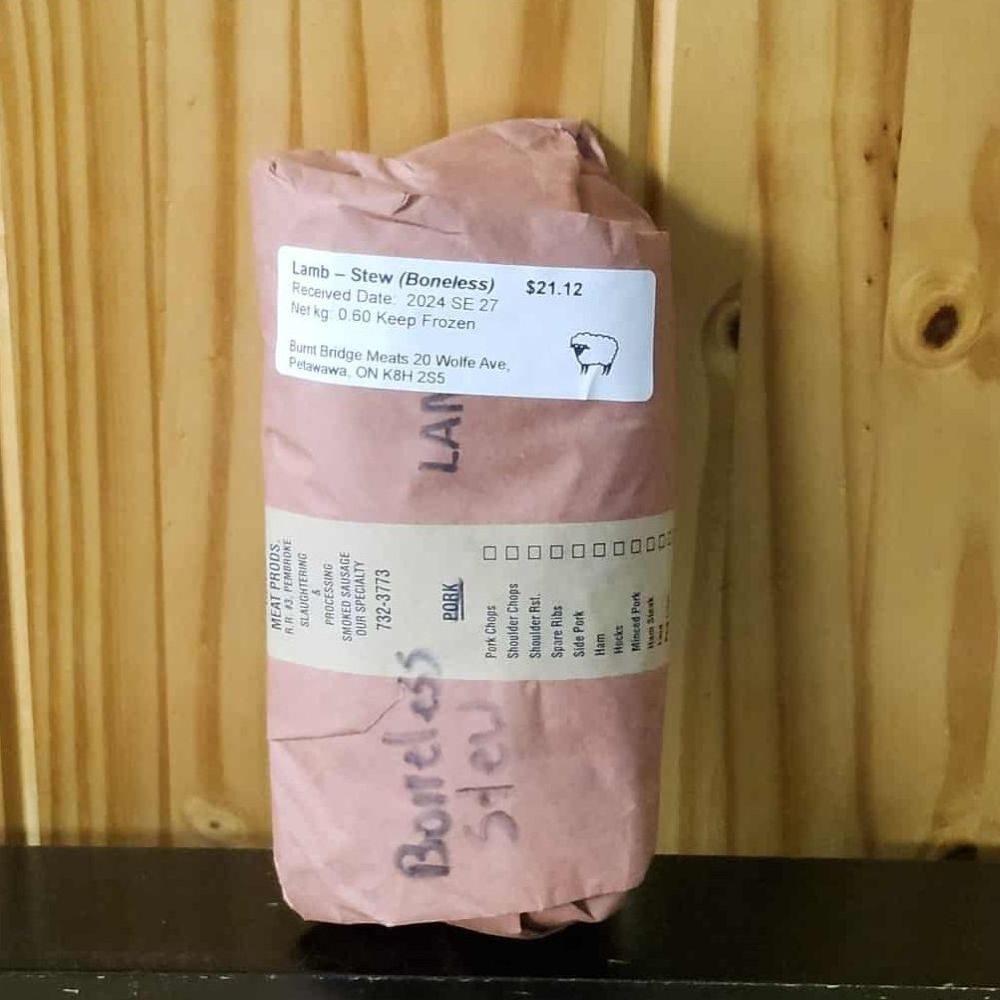 Lamb – Stew (Boneless) $21.12
Received Date: 2024 SE 27
Net kg: 0.60 Keep Frozen
Burnt Bridge Meats 20 Wolfe Ave,
Petawawa, ON K8H 2S5
LAM
MEAT PRODS.
R.R. #3, PEMBROKE
SLAUGHTERING
&
PROCESSING
SMOKED SAUSAGE
OUR SPECIALTY
732-3773
PORK
Pork Chops
Shoulder Chops
Shoulder Rst.
Spare Ribs
Side Pork
Ham
Hocks
Minced Pork
Ham Steak
Boneless
Stew